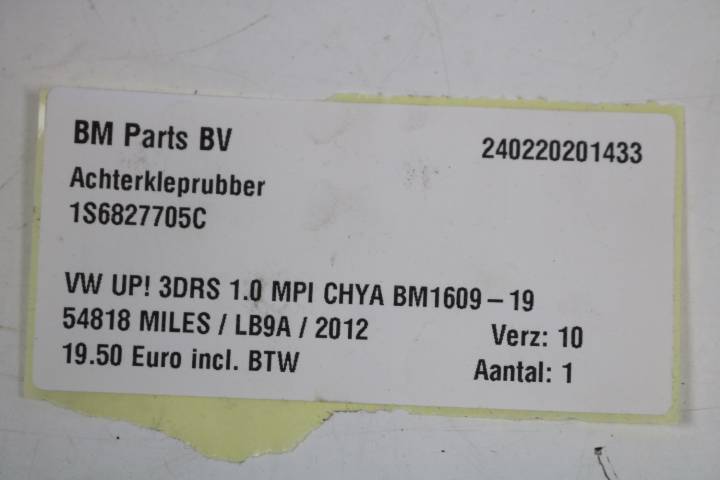 BM Parts BV 240220201433
Achterkleprubber
1S6827705C
VW UP! 3DRS 1.0 MPI CHYA BM1609 – 19
54818 MILES / LB9A / 2012 Verz: 10
19.50 Euro incl. BTW Aantal: 1